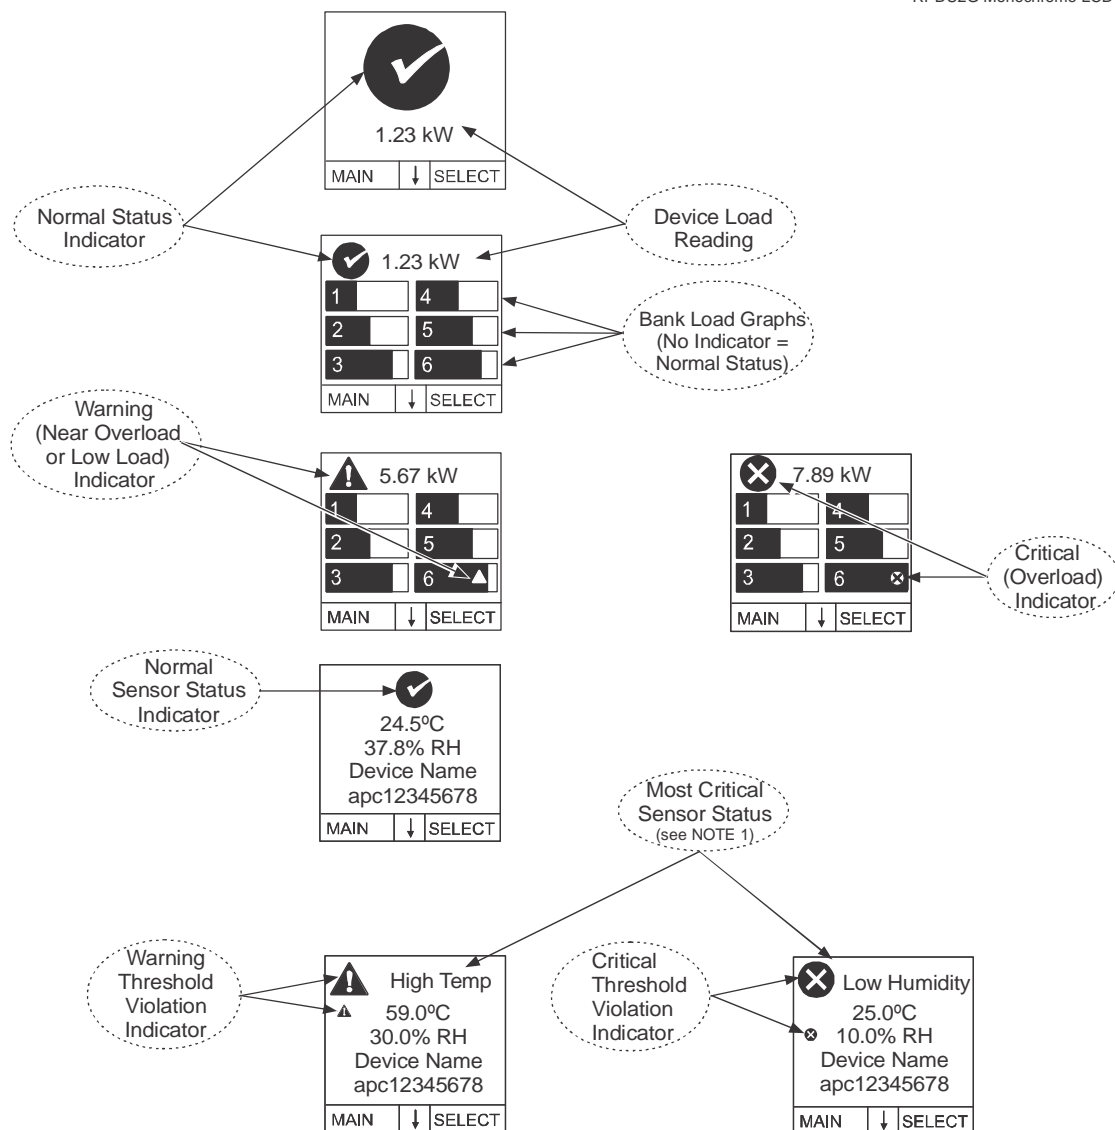 1.23 kW
MAIN ↓ SELECT
Normal Status
Indicator
Device Load
Reading
1.23 kW
1 4
2 5
3 6
MAIN ↓ SELECT
Bank Load Graphs
(No Indicator =
Normal Status)
Warning
(Near Overload
or Low Load)
Indicator
5.67 kW
1 4
2 5
3 6
MAIN ↓ SELECT
7.89 kW
1 4
2 5
3 6
MAIN ↓ SELECT
Critical
(Overload)
Indicator
Normal
Sensor Status
Indicator
24.5ºC
37.8% RH
Device Name
apc12345678
MAIN ↓ SELECT
Most Critical
Sensor Status
(see NOTE 1)
Warning
Threshold
Violation
Indicator
High Temp
59.0ºC
30.0% RH
Device Name
apc12345678
MAIN ↓ SELECT
Critical
Threshold
Violation
Indicator
Low Humidity
25.0ºC
10.0% RH
Device Name
apc12345678
MAIN ↓ SELECT